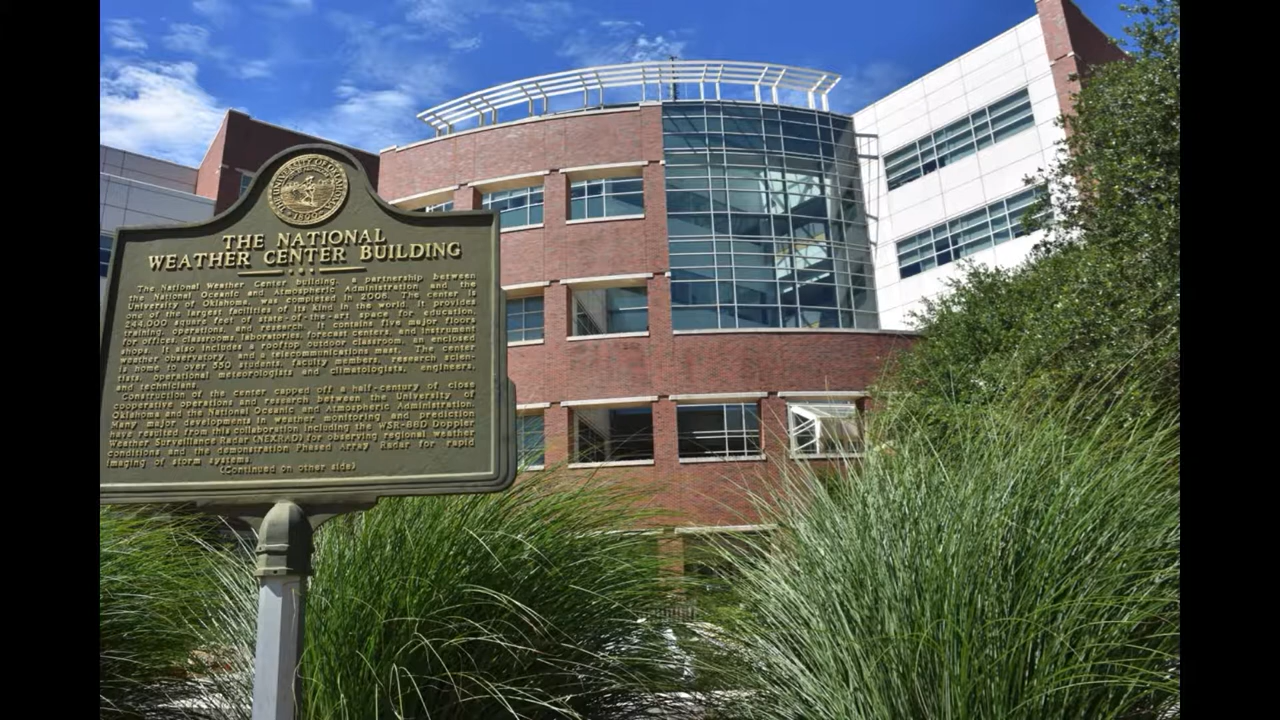 THE UNIVERSITY OF OKLAHOMA
1890
THE NATIONAL
WEATHER CENTER BUILDING
The National Weather Center building, a partnership between
the National Oceanic and Atmospheric Administration and the
University of Oklahoma, was completed in 2006. The center is
one of the largest facilities of its kind in the world. It provides
244,000 square feet of state-of-the-art space for education,
training, operations, and research. It contains five major floors
for offices, classrooms, laboratories, forecast centers, and instrument
shops. It also includes a rooftop outdoor classroom, an enclosed
weather observatory, and a telecommunications mast. The center
is home to over 550 students, faculty members, research scien-
tists, operational meteorologists and climatologists, engineers,
and technicians.
Construction of the center capped off a half-century of close
cooperative operations and research between the University of
Oklahoma and the National Oceanic and Atmospheric Administration.
Many major developments in weather monitoring and prediction
have resulted from this collaboration including the WSR-88D Doppler
Weather Surveillance Radar (NEXRAD) for observing regional weather
conditions and the demonstration Phased Array Radar for rapid
imaging of storm systems.
(Continued on other side)